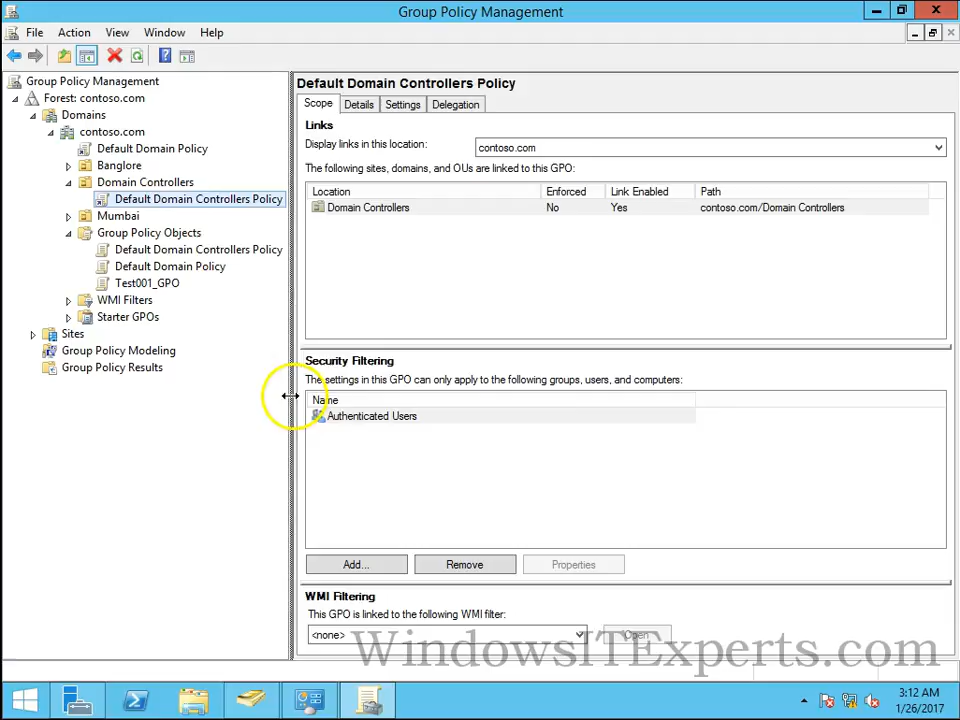 Group Policy Management
File Action View Window Help
Group Policy Management
Forest: contoso.com
Domains
contoso.com
Default Domain Policy
Banglore
Domain Controllers
Default Domain Controllers Policy
Mumbai
Group Policy Objects
Default Domain Controllers Policy
Default Domain Policy
Test001_GPO
WMI Filters
Starter GPOs
Sites
Group Policy Modeling
Group Policy Results
Default Domain Controllers Policy
Scope Details Settings Delegation
Links
Display links in this location: contoso.com
The following sites, domains, and OUs are linked to this GPO:
Location Enforced Link Enabled Path
Domain Controllers No Yes contoso.com/Domain Controllers
Security Filtering
The settings in this GPO can only apply to the following groups, users, and computers:
Name
Authenticated Users
Add... Remove Properties
WMI Filtering
This GPO is linked to the following WMI filter:
<none> Open
WindowsITExperts.com
3:12 AM
1/26/2017